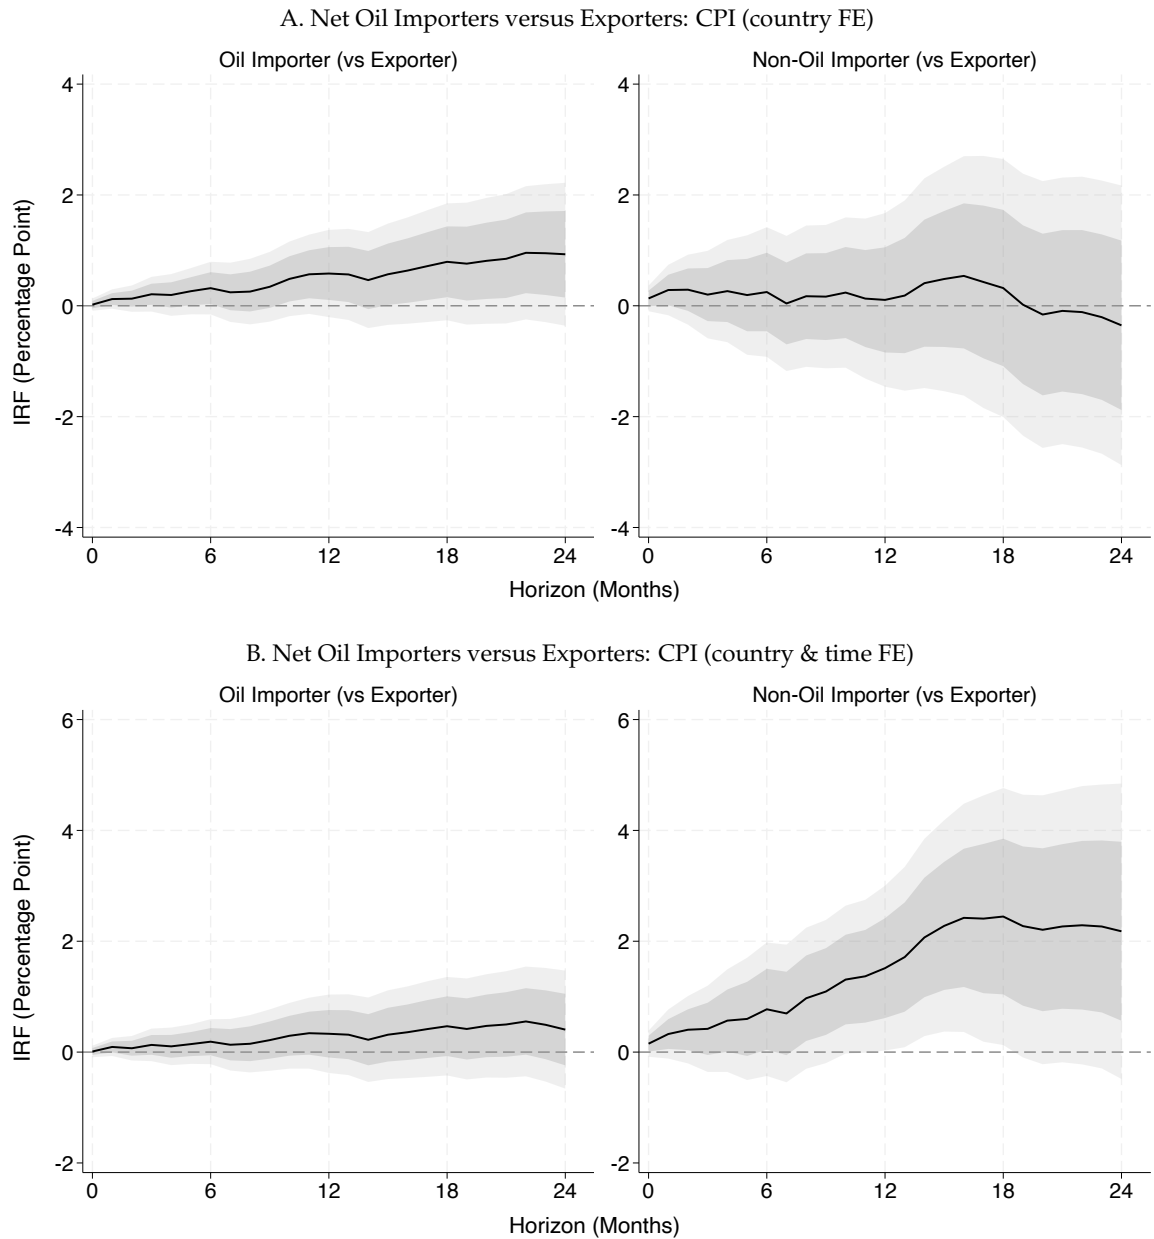 A. Net Oil Importers versus Exporters: CPI (country FE)
Oil Importer (vs Exporter)
Non-Oil Importer (vs Exporter)
IRF (Percentage Point)
4
2
0
-2
-4
0 6 12 18 24
4
2
0
-2
-4
0 6 12 18 24
Horizon (Months)
B. Net Oil Importers versus Exporters: CPI (country & time FE)
Oil Importer (vs Exporter)
Non-Oil Importer (vs Exporter)
IRF (Percentage Point)
6
4
2
0
-2
0 6 12 18 24
6
4
2
0
-2
0 6 12 18 24
Horizon (Months)